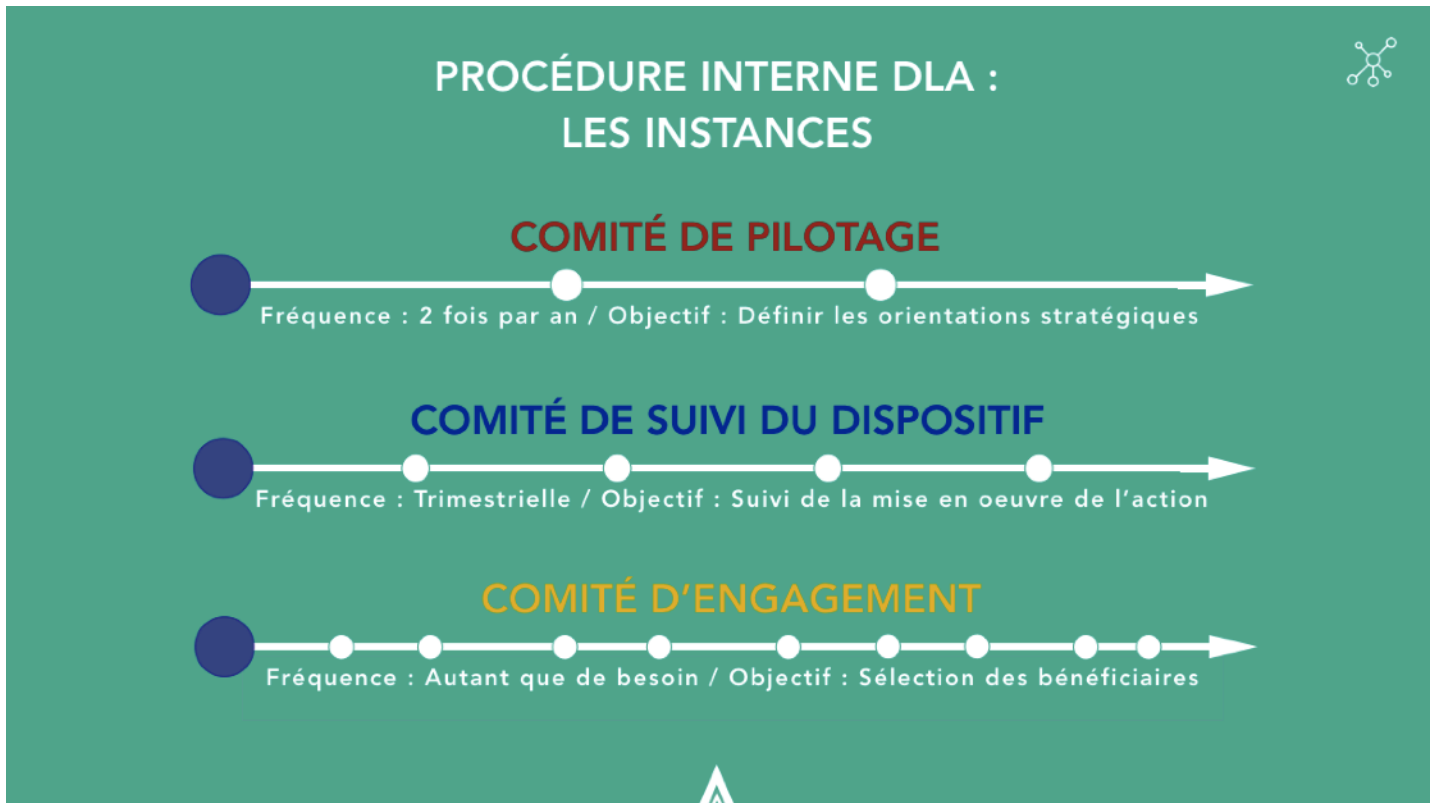 PROCÉDURE INTERNE DLA :
LES INSTANCES
COMITÉ DE PILOTAGE
Fréquence : 2 fois par an / Objectif : Définir les orientations stratégiques
COMITÉ DE SUIVI DU DISPOSITIF
Fréquence : Trimestrielle / Objectif : Suivi de la mise en oeuvre de l’action
COMITÉ D’ENGAGEMENT
Fréquence : Autant que de besoin / Objectif : Sélection des bénéficiaires